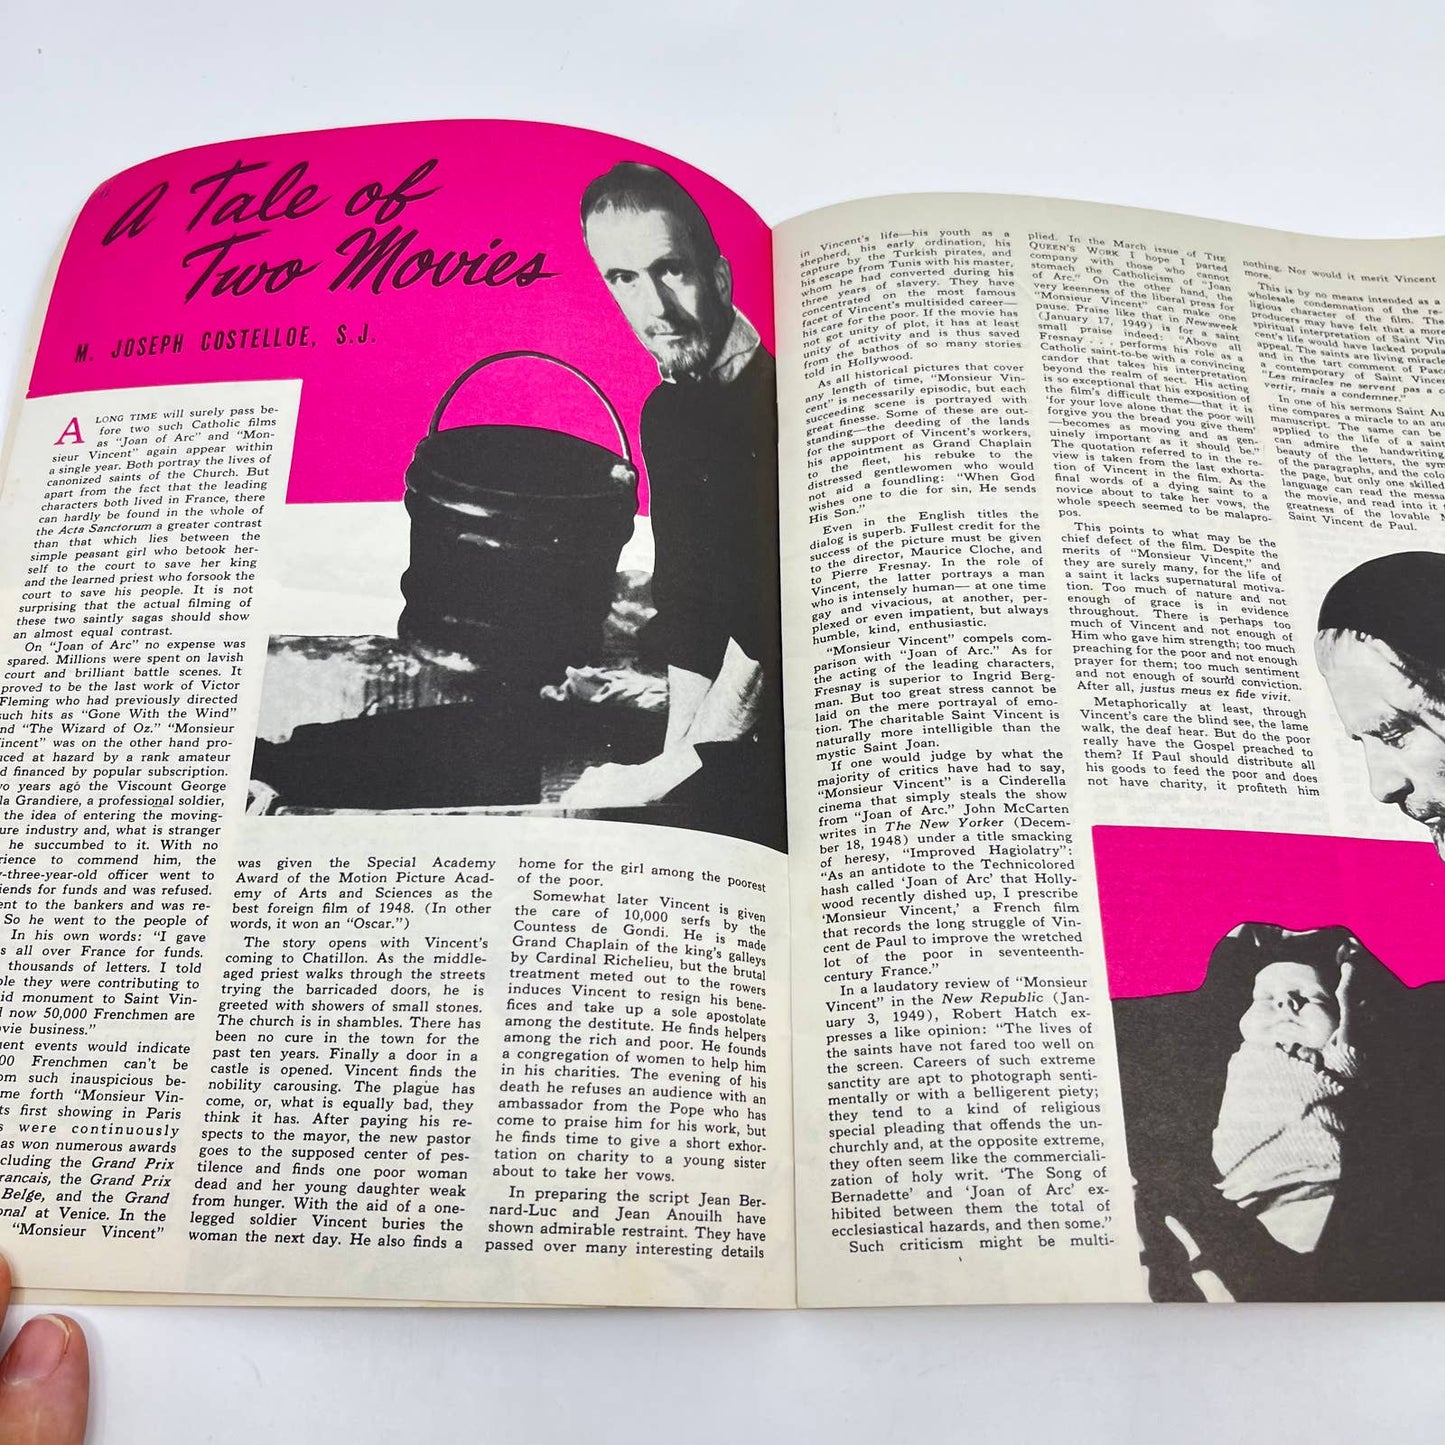 12
A Tale of
Two Movies
M. JOSEPH COSTELLOE, S.J.
A LONG TIME will surely pass be-
fore two such Catholic films
as "Joan of Arc" and "Mon-
sieur Vincent" again appear within
a single year. Both portray the lives of
canonized saints of the Church. But
apart from the fact that the leading
characters both lived in France, there
can hardly be found in the whole of
the Acta Sanctorum a greater contrast
than that which lies between the
simple peasant girl who betook her-
self to the court to save her king
and the learned priest who forsook the
court to save his people. It is not
surprising that the actual filming of
these two saintly sagas should show
an almost equal contrast.
On "Joan of Arc" no expense was
spared. Millions were spent on lavish
court and brilliant battle scenes. It
proved to be the last work of Victor
Fleming who had previously directed
such hits as "Gone With the Wind"
nd "The Wizard of Oz." "Monsieur
incent" was on the other hand pro-
uced at hazard by a rank amateur
d financed by popular subscription.
wo years ago the Viscount George
la Grandiere, a professional soldier,
the idea of entering the moving-
ure industry and, what is stranger
he succumbed to it. With no
rience to commend him, the
y-three-year-old officer went to
iends for funds and was refused.
ent to the bankers and was re-
So he went to the people of
In his own words: "I gave
s all over France for funds.
thousands of letters. I told
ple they were contributing to
id monument to Saint Vin-
d now 50,000 Frenchmen are
vie business."
uent events would indicate
00 Frenchmen can't be
om such inauspicious be-
me forth "Monsieur Vin-
ts first showing in Paris
s were continuously
as won numerous awards
cluding the Grand Prix
rancais, the Grand Prix
Belge, and the Grand
onal at Venice. In the
"Monsieur Vincent"
was given the Special Academy
Award of the Motion Picture Acad-
emy of Arts and Sciences as the
best foreign film of 1948. (In other
words, it won an "Oscar.")
The story opens with Vincent's
coming to Chatillon. As the middle-
aged priest walks through the streets
trying the barricaded doors, he is
greeted with showers of small stones.
The church is in shambles. There has
been no cure in the town for the
past ten years. Finally a door in a
castle is opened. Vincent finds the
nobility carousing. The plague has
come, or, what is equally bad, they
think it has. After paying his re-
spects to the mayor, the new pastor
goes to the supposed center of pes-
tilence and finds one poor woman
dead and her young daughter weak
from hunger. With the aid of a one-
legged soldier Vincent buries the
woman the next day. He also finds a
home for the girl among the poorest
of the poor.
Somewhat later Vincent is given
the care of 10,000 serfs by the
Countess de Gondi. He is made
Grand Chaplain of the king's galleys
by Cardinal Richelieu, but the brutal
treatment meted out to the rowers
induces Vincent to resign his bene-
fices and take up a sole apostolate
among the destitute. He finds helpers
among the rich and poor. He founds
a congregation of women to help him
in his charities. The evening of his
death he refuses an audience with an
ambassador from the Pope who has
come to praise him for his work, but
he finds time to give a short exhor-
tation on charity to a young sister
about to take her vows.
In preparing the script Jean Ber-
nard-Luc and Jean Anouilh have
shown admirable restraint. They have
passed over many interesting details
in Vincent's life—his youth as a
shepherd, his early ordination, his
capture by the Turkish pirates, and
his escape from Tunis with his master,
whom he had converted during his
three years of slavery. They have
concentrated on the most famous
facet of Vincent's multisided career—
his care for the poor. If the movie has
not got unity of plot, it has at least
unity of activity and is thus saved
from the bathos of so many stories
told in Hollywood.
As all historical pictures that cover
any length of time, "Monsieur Vin-
cent" is necessarily episodic, but each
succeeding scene is portrayed with
great finesse. Some of these are out-
standing—the deeding of the lands
for the support of Vincent's workers,
his appointment as Grand Chaplain
to the fleet, his rebuke to the
distressed gentlewomen who would
not aid a foundling: "When God
wishes one to die for sin, He sends
His Son."
Even in the English titles the
dialog is superb. Fullest credit for the
success of the picture must be given
to the director, Maurice Cloche, and
to Pierre Fresnay. In the role of
Vincent, the latter portrays a man
who is intensely human— at one time
gay and vivacious, at another, per-
plexed or even impatient, but always
humble, kind, enthusiastic.
"Monsieur Vincent" compels com-
parison with "Joan of Arc." As for
the acting of the leading characters,
Fresnay is superior to Ingrid Berg-
man. But too great stress cannot be
laid on the mere portrayal of emo-
tion. The charitable Saint Vincent is
naturally more intelligible than the
mystic Saint Joan.
If one would judge by what the
majority of critics have had to say,
"Monsieur Vincent" is a Cinderella
cinema that simply steals the show
from "Joan of Arc." John McCarten
writes in The New Yorker (Decem-
ber 18, 1948) under a title smacking
of heresy, "Improved Hagiolatry":
"As an antidote to the Technicolored
hash called 'Joan of Arc' that Holly-
wood recently dished up, I prescribe
'Monsieur Vincent,' a French film
that records the long struggle of Vin-
cent de Paul to improve the wretched
lot of the poor in seventeenth-
century France."
In a laudatory review of "Monsieur
Vincent" in the New Republic (Jan-
uary 3, 1949), Robert Hatch ex-
presses a like opinion: "The lives of
the saints have not fared too well on
the screen. Careers of such extreme
sanctity are apt to photograph senti-
mentally or with a belligerent piety;
they tend to a kind of religious
special pleading that offends the un-
churchly and, at the opposite extreme,
they often seem like the commerciali-
zation of holy writ. 'The Song of
Bernadette' and 'Joan of Arc' ex-
hibited between them the total of
ecclesiastical hazards, and then some."
Such criticism might be multi-
plied. In the March issue of THE
QUEEN'S WORK I hope I parted
company with those who cannot
stomach the Catholicism of "Joan
of Arc." On the other hand, the
very keenness of the liberal press for
"Monsieur Vincent" can make one
pause. Praise like that in Newsweek
(January 17, 1949) is for a saint
small praise indeed: "Above all
Fresnay . . . performs his role as a
Catholic saint-to-be with a convincing
candor that takes his interpretation
beyond the realm of sect. His acting
is so exceptional that his exposition of
the film's difficult theme—that it is
'for your love alone that the poor will
forgive you the bread you give them'
—becomes as moving and as gen-
uinely important as it should be."
The quotation referred to in the re-
view is taken from the last exhorta-
tion of Vincent in the film. As the
final words of a dying saint to a
novice about to take her vows, the
whole speech seemed to be malapro-
pos.
This points to what may be the
chief defect of the film. Despite the
merits of "Monsieur Vincent," and
they are surely many, for the life of
a saint it lacks supernatural motiva-
tion. Too much of nature and not
enough of grace is in evidence
throughout. There is perhaps too
much of Vincent and not enough of
Him who gave him strength; too much
preaching for the poor and not enough
prayer for them; too much sentiment
and not enough of sound conviction.
After all, justus meus ex fide vivit.
Metaphorically at least, through
Vincent's care the blind see, the lame
walk, the deaf hear. But do the poor
really have the Gospel preached to
them? If Paul should distribute all
his goods to feed the poor and does
not have charity, it profiteth him
nothing. Nor would it merit Vincent
more.
This is by no means intended as a
wholesale condemnation of the re-
ligious character of the film. The
producers may have felt that a more
spiritual interpretation of Saint Vin
cent's life would have lacked popula
appeal. The saints are living miracle
and in the tart comment of Pasc
a contemporary of Saint Vincen
"Les miracles ne servent pas a c
vertir, mais a condemner."
In one of his sermons Saint Au
tine compares a miracle to an
manuscript. The same can be
applied to the life of a saint
can admire the handwriting,
beauty of the letters, the sym
of the paragraphs, and the colo
the page, but only one skilled
language can read the messa
the movie, and read into it
greatness of the lovable M
Saint Vincent de Paul.